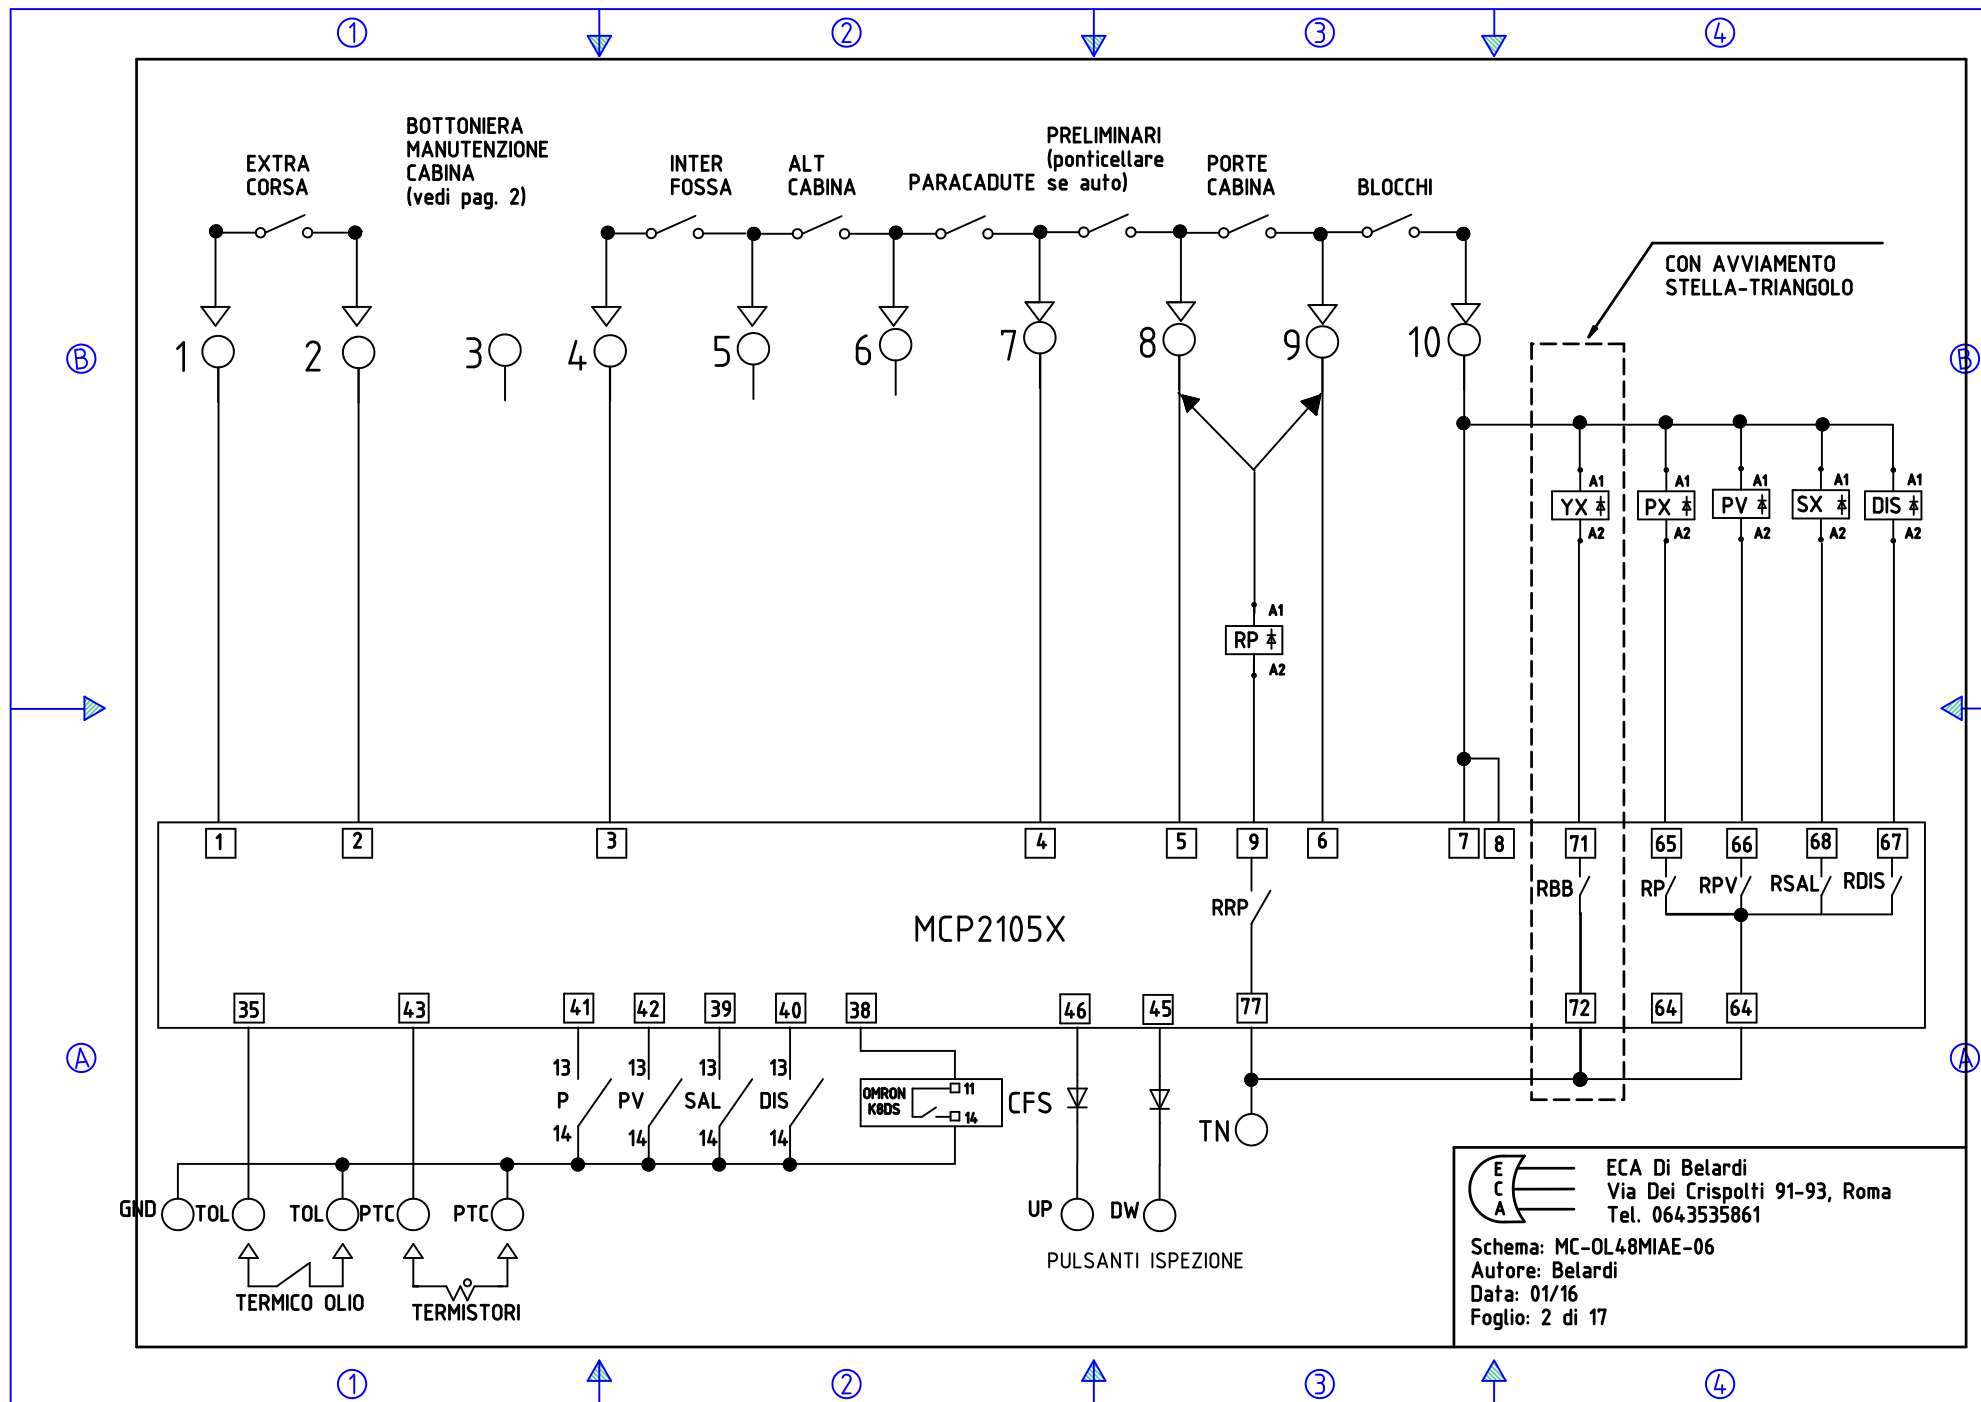 1
2
3
4
EXTRA
CORSA
BOTTONIERA
MANUTENZIONE
CABINA
(vedi pag. 2)
INTER
FOSSA
ALT
CABINA
PARACADUTE
PRELIMINARI
(ponticellare
se auto)
PORTE
CABINA
BLOCCHI
CON AVVIAMENTO
STELLA-TRIANGOLO
1
2
3
4
5
6
7
8
9
10
B
B
A1
A1
A1
A1
A1
YX
PX
PV
SX
DIS
A2
A2
A2
A2
A2
A1
RP
A2
1
2
3
4
5
9
6
7
8
71
65
66
68
67
RRP
RBB
RP
RPV
RSAL
RDIS
MCP2105X
35
43
41
42
39
40
38
46
45
77
72
64
64
A
A
13
13
13
13
P
PV
SAL
DIS
14
14
14
14
OMRON
K8DS
11
14
CFS
TN
GND
TOL
TOL
PTC
PTC
UP
DW
TERMICO OLIO
TERMISTORI
PULSANTI ISPEZIONE
E
C
A
ECA Di Belardi
Via Dei Crispolti 91-93, Roma
Tel. 0643535861
Schema: MC-OL48MIAE-06
Autore: Belardi
Data: 01/16
Foglio: 2 di 17
1
2
3
4